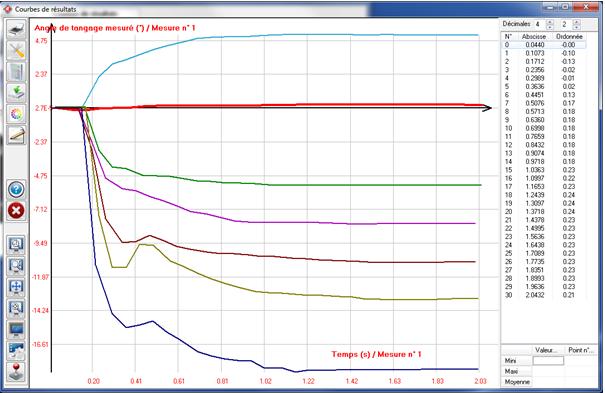 Courbes de résultats
Décimales 4 2
Angle de tangage mesuré (°) / Mesure n° 1
4.75
2.37
2.7E-
-2.37
-4.75
-7.12
-9.49
-11.87
-14.24
-16.61
Temps (s) / Mesure n° 1
0.20 0.41 0.61 0.81 1.02 1.22 1.42 1.63 1.83 2.03
N° Abscisse Ordonnée
0 0.0440 -0.00
1 0.1073 -0.10
2 0.1712 -0.13
3 0.2356 -0.02
4 0.2989 -0.01
5 0.3636 0.02
6 0.4451 0.13
7 0.5076 0.17
8 0.5713 0.18
9 0.6360 0.18
10 0.6998 0.18
11 0.7659 0.18
12 0.8432 0.18
13 0.9074 0.18
14 0.9718 0.18
15 1.0363 0.23
16 1.0997 0.22
17 1.1653 0.23
18 1.2439 0.24
19 1.3097 0.24
20 1.3718 0.24
21 1.4378 0.23
22 1.4995 0.23
23 1.5636 0.23
24 1.6438 0.23
25 1.7089 0.23
26 1.7735 0.23
27 1.8351 0.23
28 1.8993 0.23
29 1.9636 0.23
30 2.0432 0.21
Valeur... Point n°...
Mini
Maxi
Moyenne